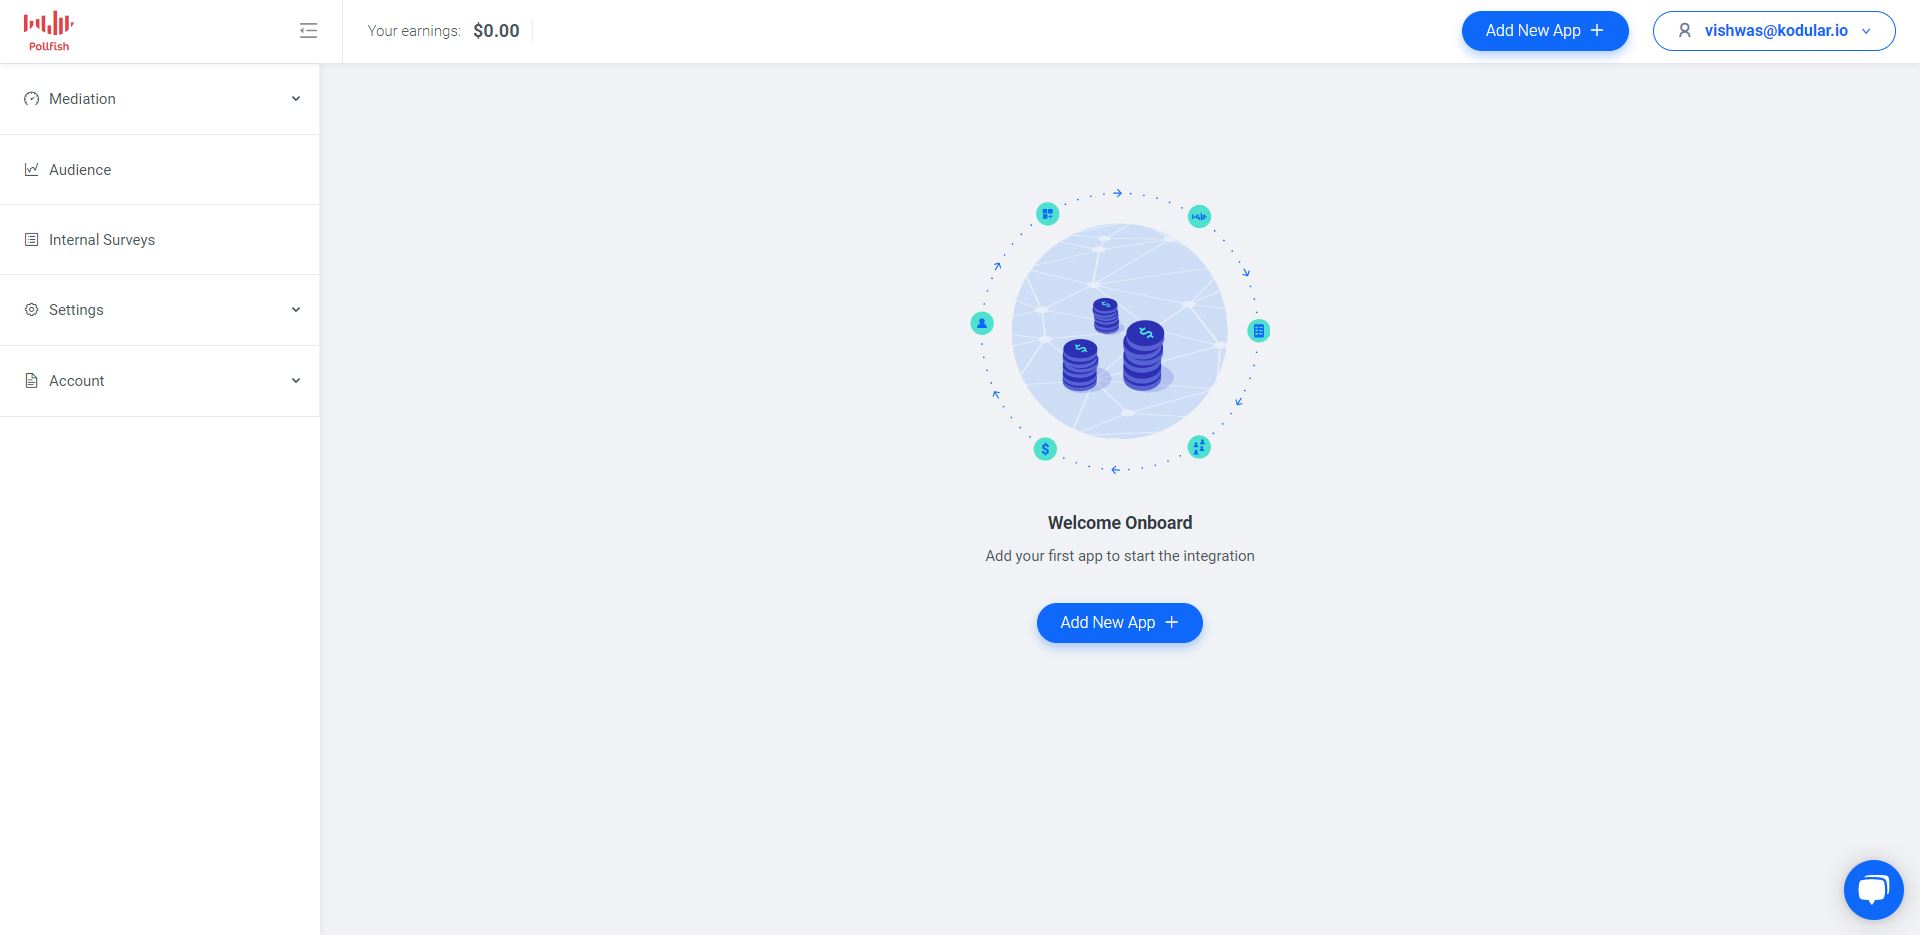 Pollfish
Your earnings: $0.00
Add New App
vishwas@kodular.io
Mediation
Audience
Internal Surveys
Settings
Account
$
Welcome Onboard
Add your first app to start the integration
Add New App